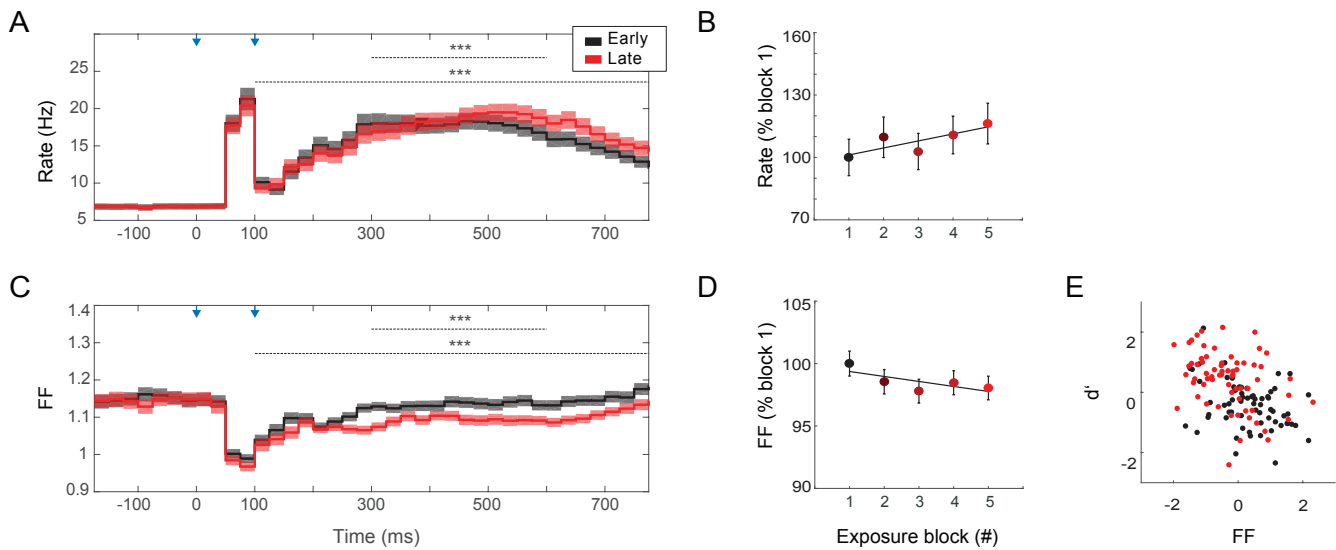 A
Rate (Hz)
25
20
15
10
5
-100 0 100 300 500 700
***
***
Early
Late
B
Rate (% block 1)
160
130
100
70
1 2 3 4 5
C
FF
1.4
1.3
1.2
1.1
1
0.9
***
***
-100 0 100 300 500 700
Time (ms)
D
FF (% block 1)
105
100
95
90
1 2 3 4 5
Exposure block (#)
E
d'
2
0
-2
-2 0 2
FF